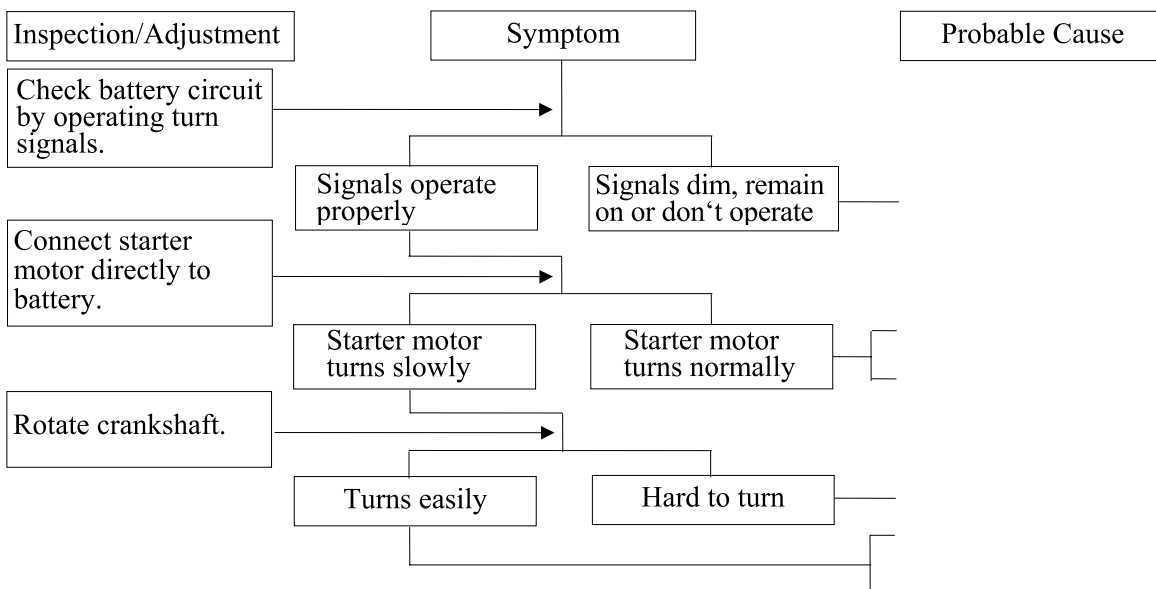 Inspection/Adjustment
Symptom
Probable Cause
Check battery circuit
by operating turn
signals.
Signals operate
properly
Signals dim, remain
on or don‘t operate
Connect starter
motor directly to
battery.
Starter motor
turns slowly
Starter motor
turns normally
Rotate crankshaft.
Turns easily
Hard to turn